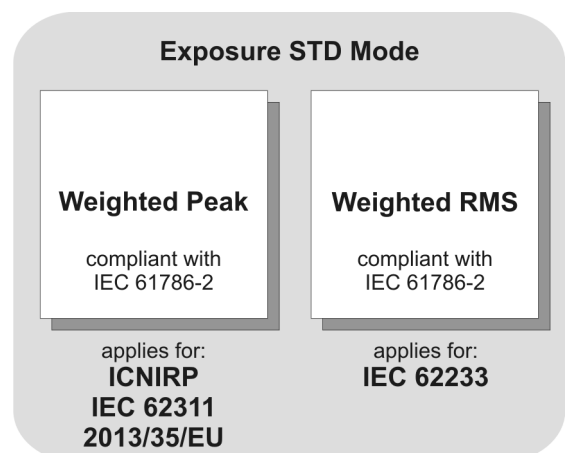 Exposure STD Mode
Weighted Peak
compliant with
IEC 61786-2
applies for:
ICNIRP
IEC 62311
2013/35/EU
Weighted RMS
compliant with
IEC 61786-2
applies for:
IEC 62233